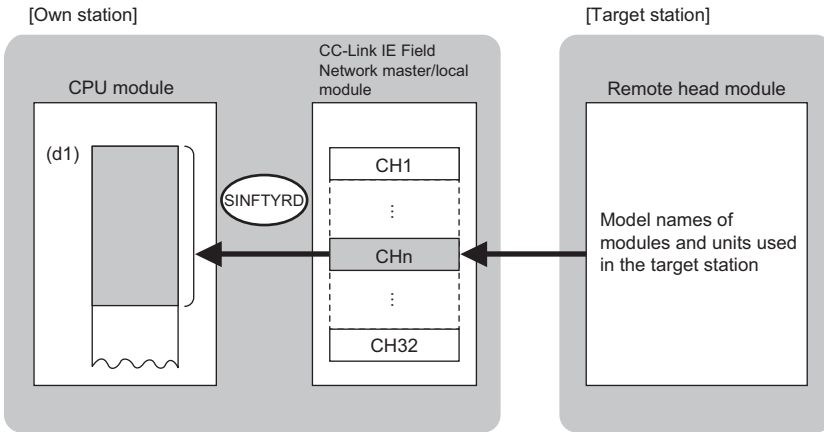 [Own station]
[Target station]
CPU module
CC-Link IE Field
Network master/local
module
Remote head module
(d1)
SINFTYRD
CH1
⋮
CHn
⋮
CH32
Model names of
modules and units used
in the target station